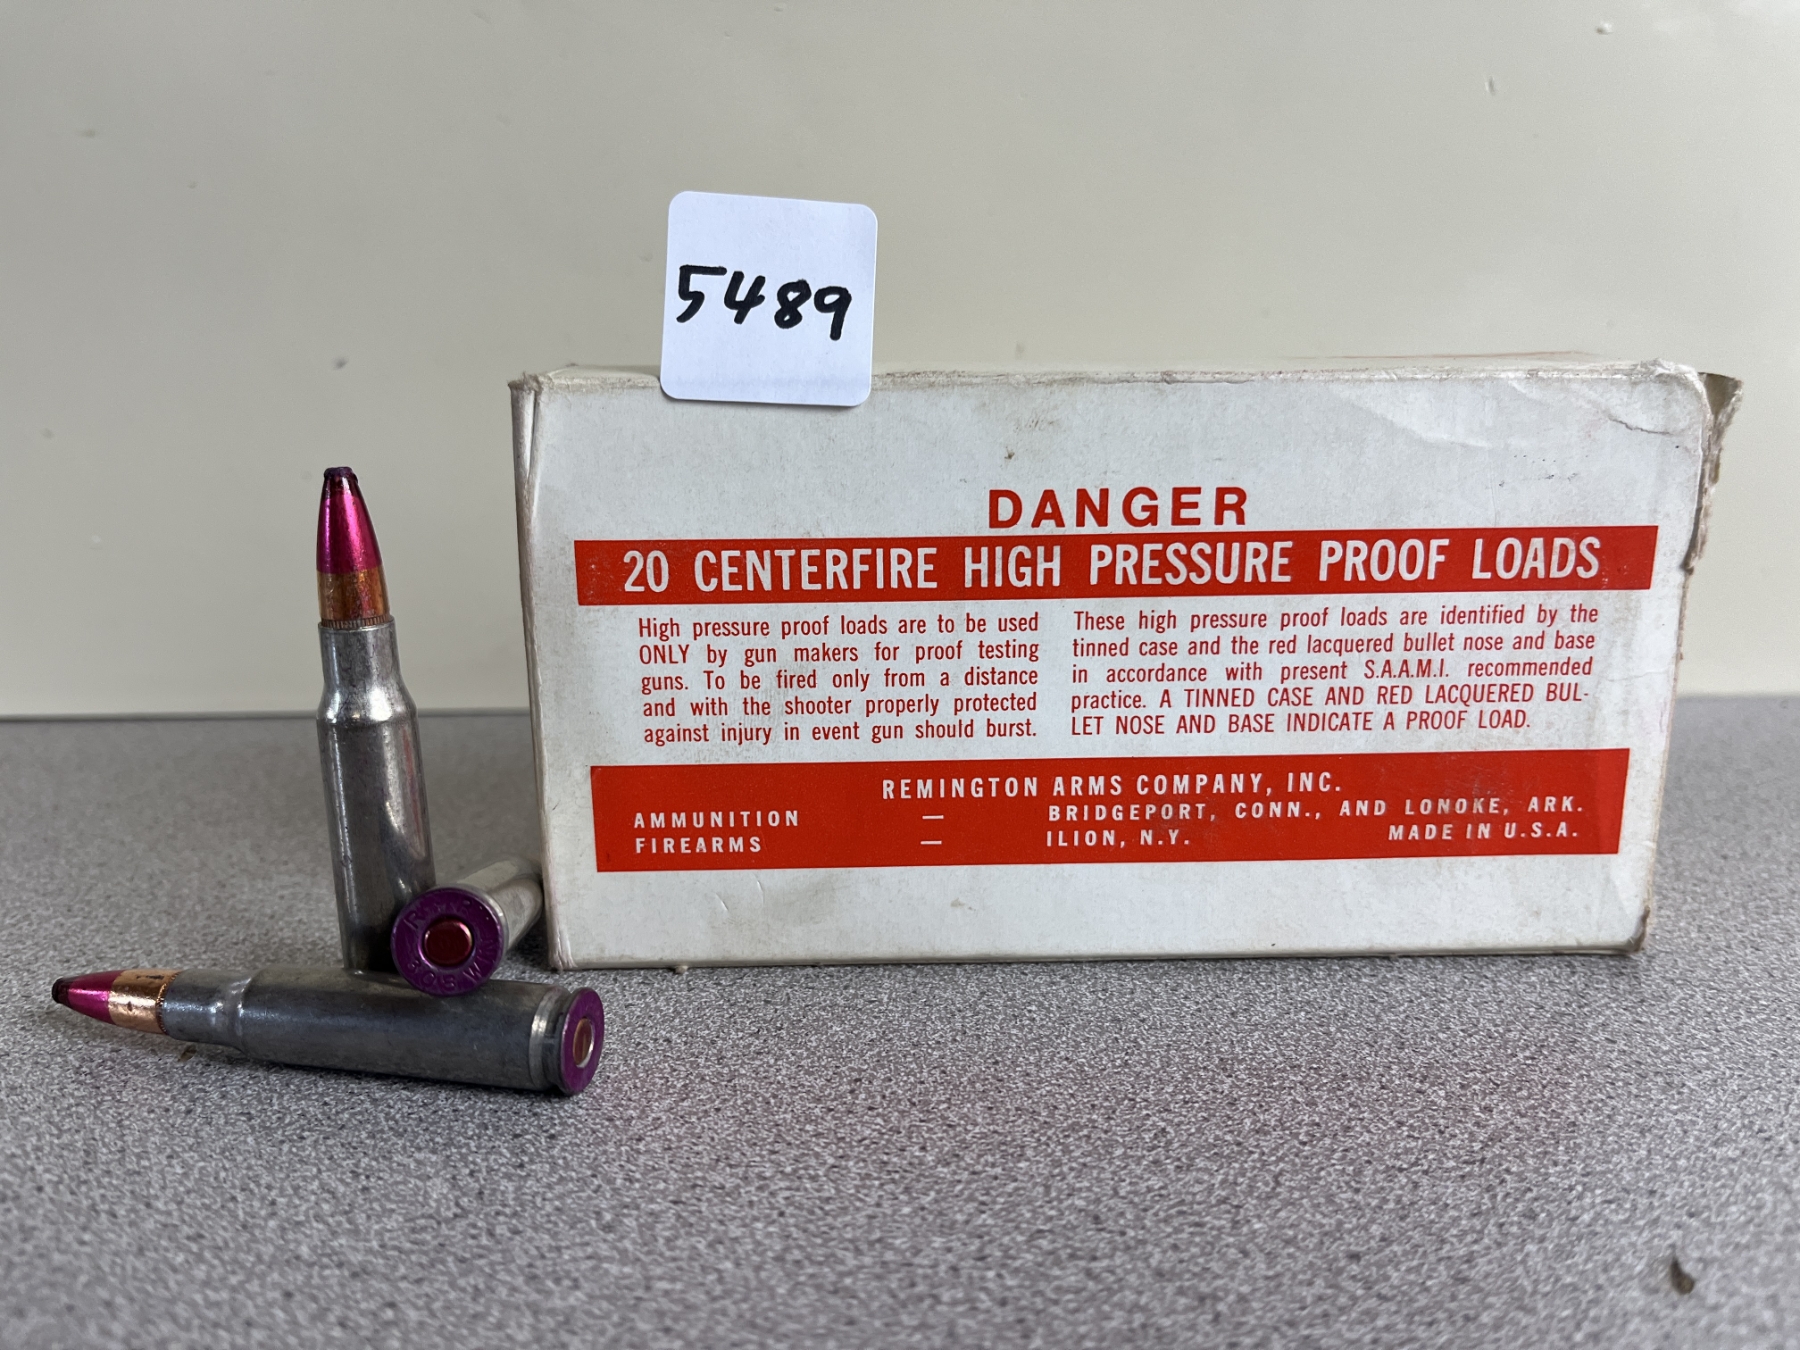 5489
DANGER
20 CENTERFIRE HIGH PRESSURE PROOF LOADS
High pressure proof loads are to be used
ONLY by gun makers for proof testing
guns. To be fired only from a distance
and with the shooter properly protected
against injury in event gun should burst.
These high pressure proof loads are identified by the
tinned case and the red lacquered bullet nose and base
in accordance with present S.A.A.M.I. recommended
practice. A TINNED CASE AND RED LACQUERED BUL-
LET NOSE AND BASE INDICATE A PROOF LOAD.
REMINGTON ARMS COMPANY, INC.
AMMUNITION — BRIDGEPORT, CONN., AND LONOKE, ARK.
FIREARMS — ILION, N.Y. MADE IN U.S.A.